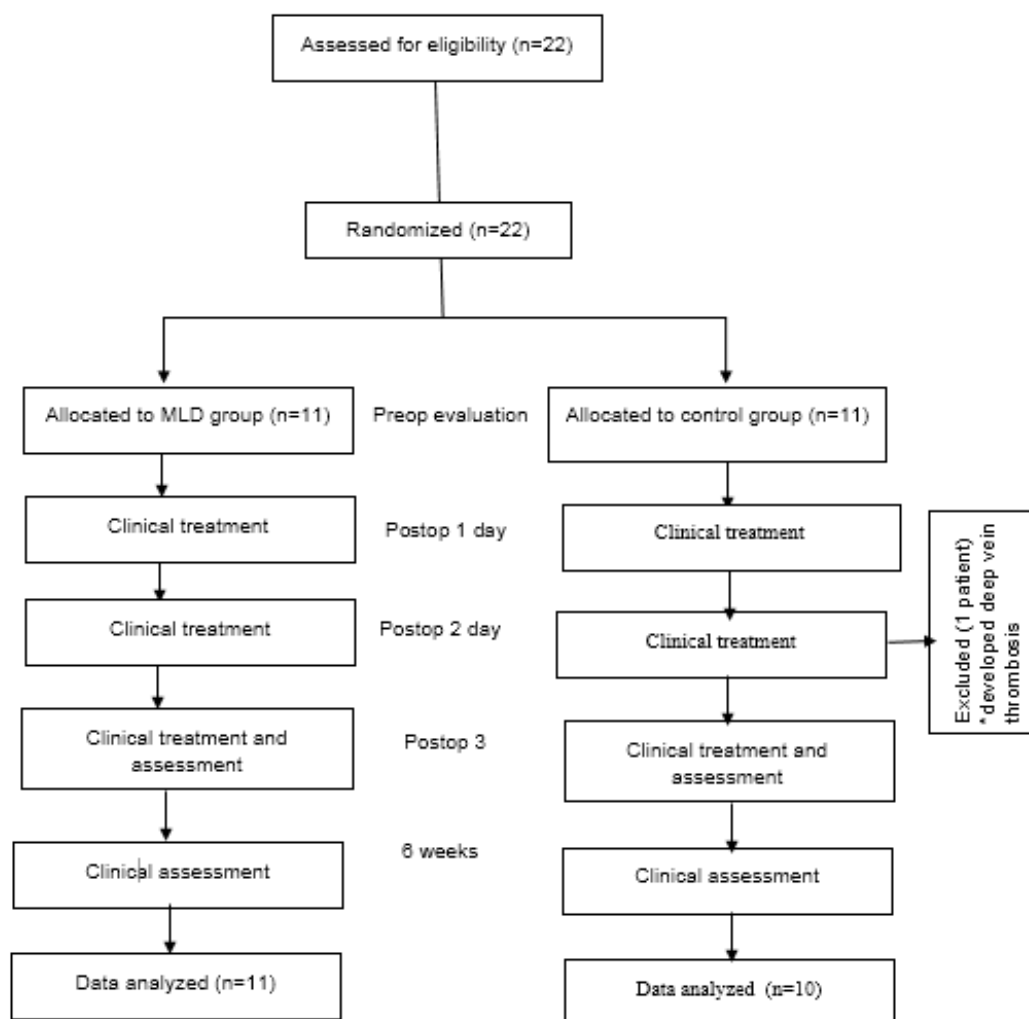 Assessed for eligibility (n=22)
Randomized (n=22)
Allocated to MLD group (n=11)
Preop evaluation
Allocated to control group (n=11)
Clinical treatment
Postop 1 day
Clinical treatment
Clinical treatment
Postop 2 day
Clinical treatment
Excluded (1 patient)
*developed deep vein
thrombosis
Clinical treatment and
assessment
Postop 3
Clinical treatment and
assessment
Clinical assessment
6 weeks
Clinical assessment
Data analyzed (n=11)
Data analyzed (n=10)